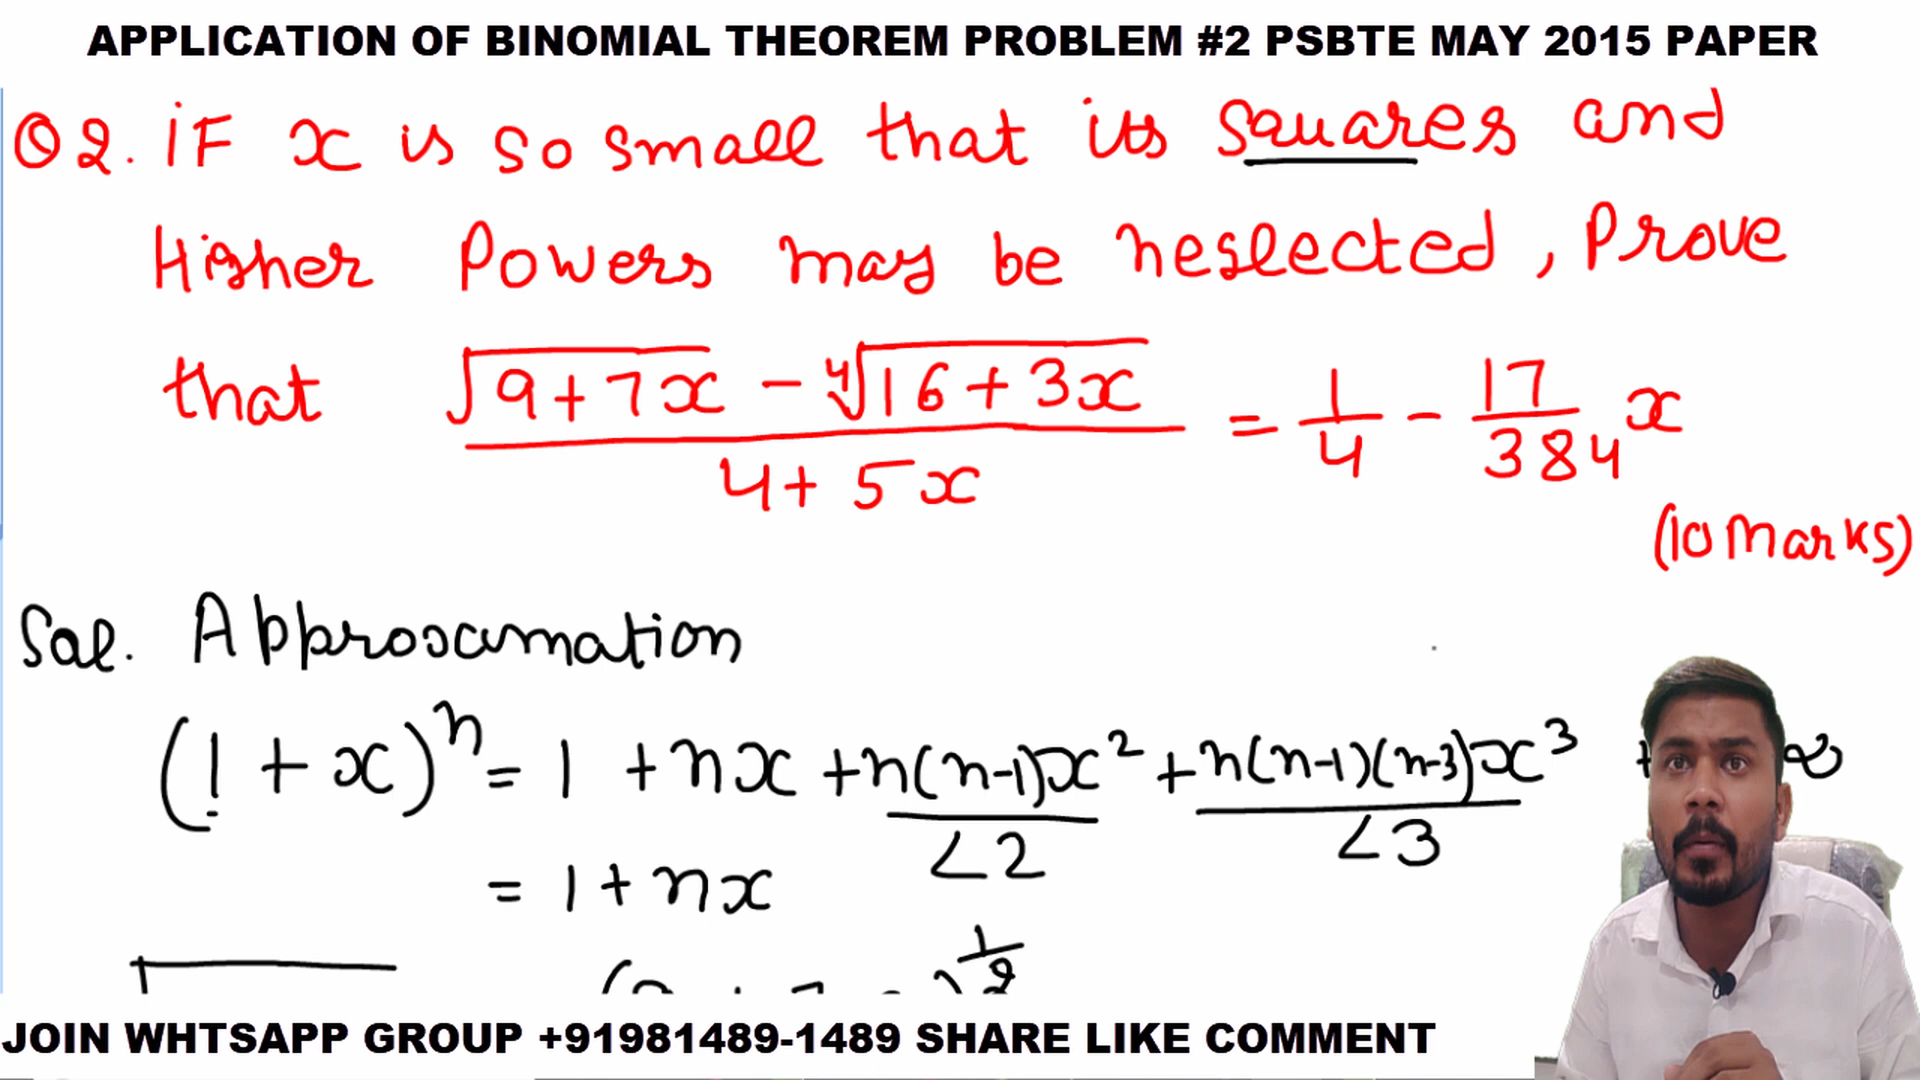 APPLICATION OF BINOMIAL THEOREM PROBLEM #2 PSBTE MAY 2015 PAPER
Q2. IF x is so small that its squares and
Higher Powers may be neglected, Prove
that (√(9+7x) - ∜(16+3x))/(4+5x) = 1/4 - 17/384 x
(10 Marks)
Sol. Approximation
(1+x)^n = 1 + nx + n(n-1)x²/∠2 + n(n-1)(n-3)x³/∠3 + ∞
= 1+nx
JOIN WHTSAPP GROUP +91981489-1489 SHARE LIKE COMMENT